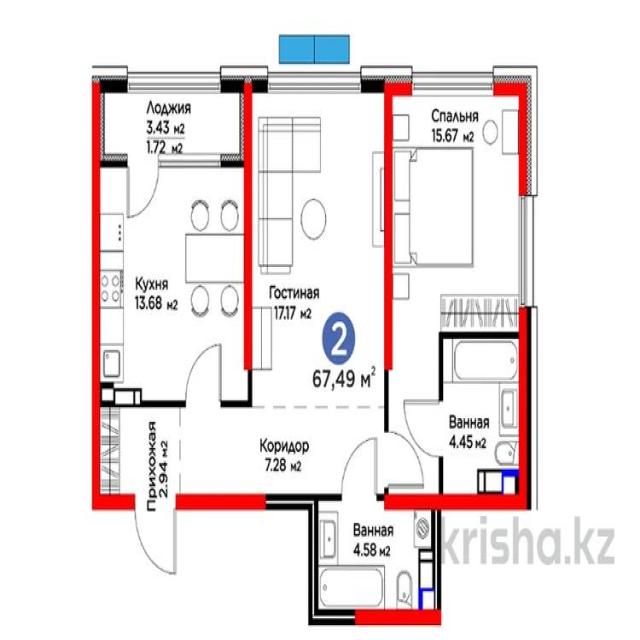 Лоджия
3.43 м2
1.72 м2
Спальня
15.67 м2
Кухня
13.68 м2
Гостиная
17.17 м2
2
67,49 м2
Прихожая
2.94 м2
Коридор
7.28 м2
Ванная
4.45 м2
Ванная
4.58 м2
krisha.kz